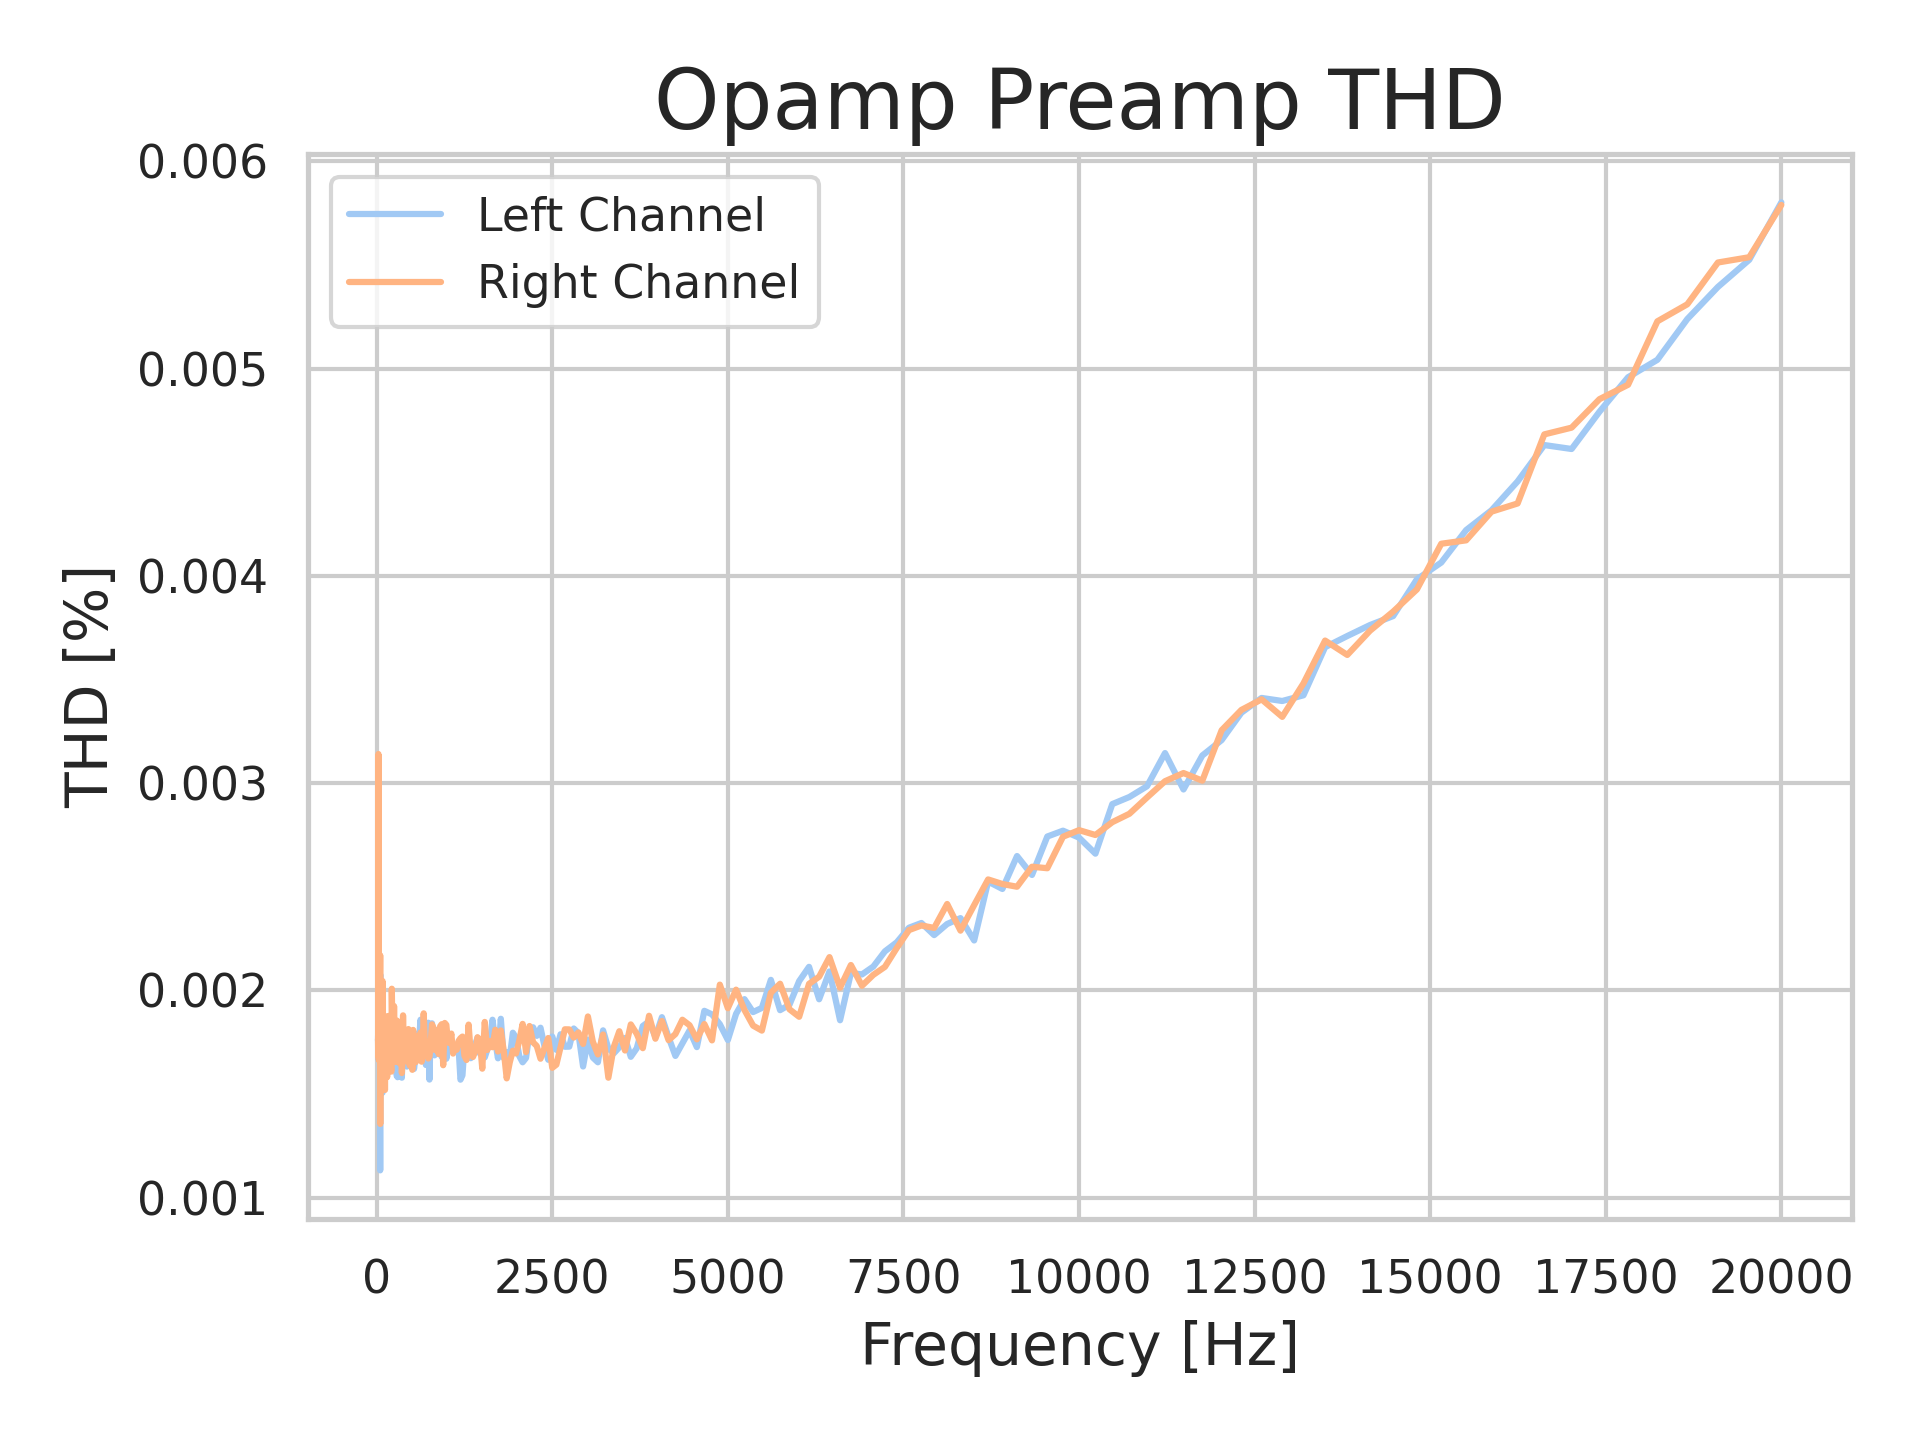 Opamp Preamp THD
0.006
Left Channel
Right Channel
0.005
0.004
0.003
0.002
0.001
THD [%]
0 2500 5000 7500 10000 12500 15000 17500 20000
Frequency [Hz]